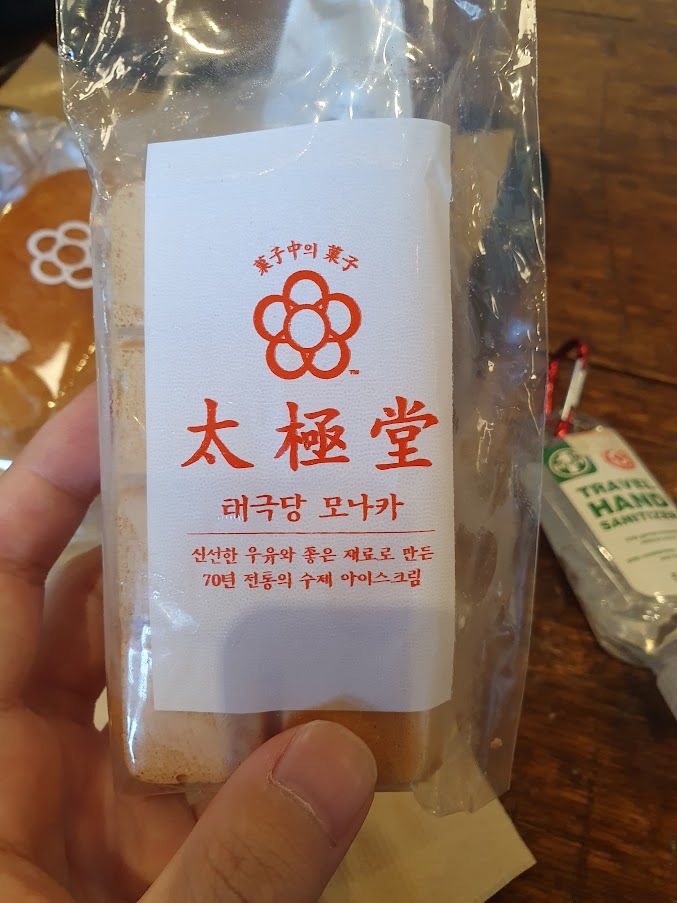 菓子中의 菓子
TM
太極堂
태극당 모나카
신선한 우유와 좋은 재료로 만든
70년 전통의 수제 아이스크림
TRAVEL
HAND
SANITIZER